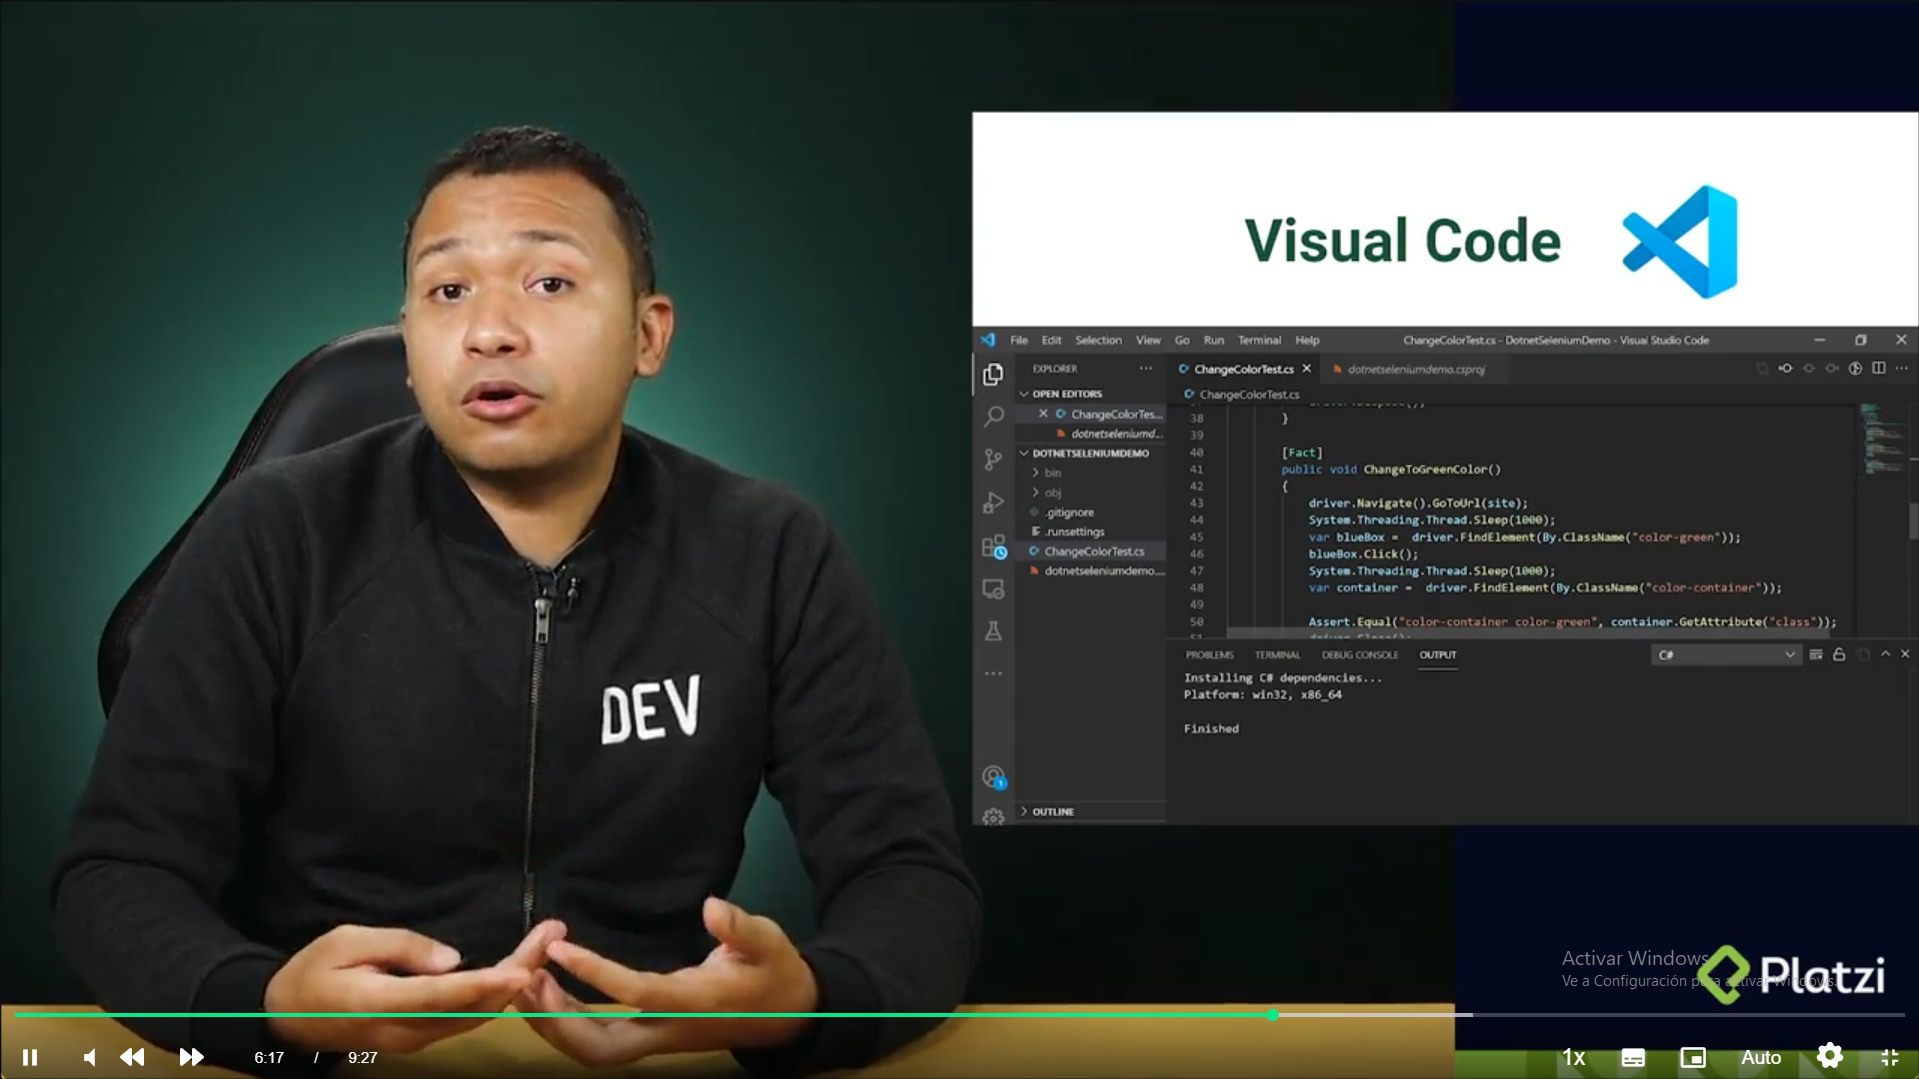 Visual Code
File Edit Selection View Go Run Terminal Help ChangeColorTest.cs - DotnetSeleniumDemo - Visual Studio Code
EXPLORER
OPEN EDITORS
ChangeColorTes...
dotnetseleniumd...
DOTNETSELENIUMDEMO
bin
obj
.gitignore
.runsettings
ChangeColorTest.cs
dotnetseleniumdemo....
OUTLINE
ChangeColorTest.cs dotnetseleniumdemo.csproj
ChangeColorTest.cs
38 }
39
40 [Fact]
41 public void ChangeToGreenColor()
42 {
43 driver.Navigate().GoToUrl(site);
44 System.Threading.Thread.Sleep(1000);
45 var blueBox = driver.FindElement(By.ClassName("color-green"));
46 blueBox.Click();
47 System.Threading.Thread.Sleep(1000);
48 var container = driver.FindElement(By.ClassName("color-container"));
49
50 Assert.Equal("color-container color-green", container.GetAttribute("class"));
PROBLEMS TERMINAL DEBUG CONSOLE OUTPUT C#
Installing C# dependencies...
Platform: win32, x86_64
Finished
1
DEV
Activar Windows
Ve a Configuración para activar Windows.
Platzi
6:17 / 9:27
1x Auto